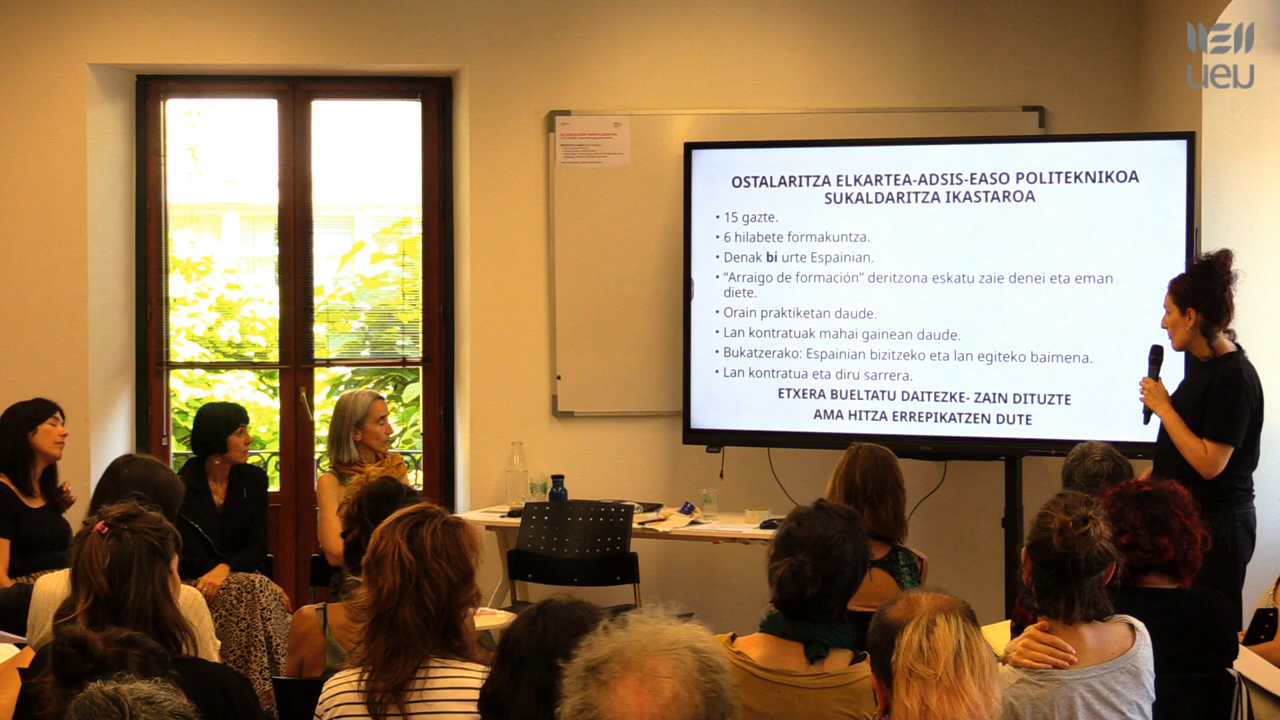 ueu
OSTALARITZA ELKARTEA-ADSIS-EASO POLITEKNIKOA
SUKALDARITZA IKASTAROA
• 15 gazte.
• 6 hilabete formakuntza.
• Denak bi urte Espainian.
• “Arraigo de formación” deritzona eskatu zaie denei eta eman
diete.
• Orain praktiketan daude.
• Lan kontratuak mahai gainean daude.
• Bukatzerako: Espainian bizitzeko eta lan egiteko baimena.
• Lan kontratua eta diru sarrera.
ETXERA BUELTATU DAITEZKE- ZAIN DITUZTE
AMA HITZA ERREPIKATZEN DUTE